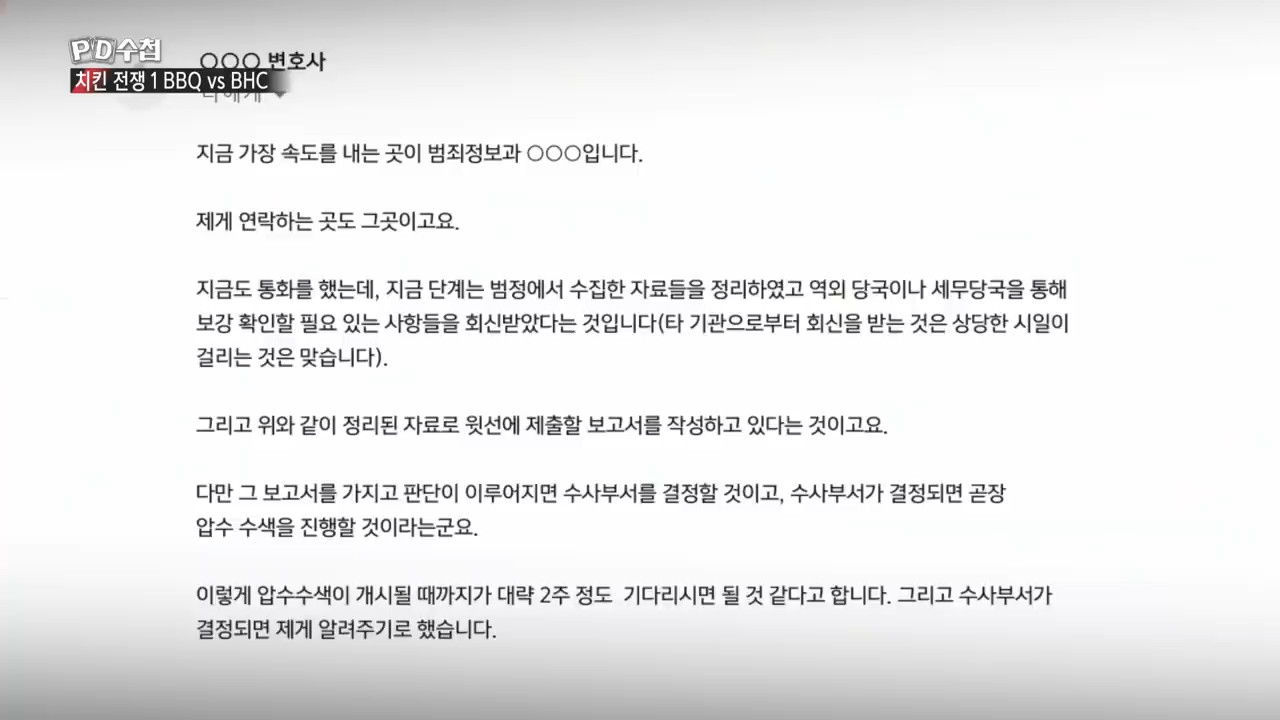 PD수첩
치킨 전쟁 1 BBQ vs BHC
○○○ 변호사
지금 가장 속도를 내는 곳이 범죄정보과 ○○○입니다.
제게 연락하는 곳도 그곳이고요.
지금도 통화를 했는데, 지금 단계는 범정에서 수집한 자료들을 정리하였고 역외 당국이나 세무당국을 통해
보강 확인할 필요 있는 사항들을 회신받았다는 것입니다(타 기관으로부터 회신을 받는 것은 상당한 시일이
걸리는 것은 맞습니다).
그리고 위와 같이 정리된 자료로 윗선에 제출할 보고서를 작성하고 있다는 것이고요.
다만 그 보고서를 가지고 판단이 이루어지면 수사부서를 결정할 것이고, 수사부서가 결정되면 곧장
압수 수색을 진행할 것이라는군요.
이렇게 압수수색이 개시될 때까지가 대략 2주 정도  기다리시면 될 것 같다고 합니다. 그리고 수사부서가
결정되면 제게 알려주기로 했습니다.